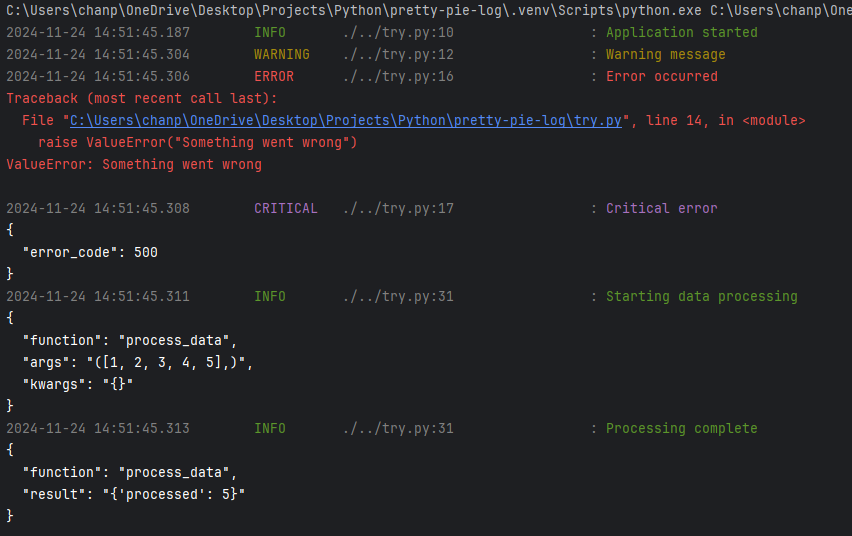 C:\Users\chanp\OneDrive\Desktop\Projects\Python\pretty-pie-log\.venv\Scripts\python.exe C:\Users\chanp\One
2024-11-24 14:51:45.187 INFO ./../try.py:10 : Application started
2024-11-24 14:51:45.304 WARNING ./../try.py:12 : Warning message
2024-11-24 14:51:45.306 ERROR ./../try.py:16 : Error occurred
Traceback (most recent call last):
  File "C:\Users\chanp\OneDrive\Desktop\Projects\Python\pretty-pie-log\try.py", line 14, in <module>
    raise ValueError("Something went wrong")
ValueError: Something went wrong
2024-11-24 14:51:45.308 CRITICAL ./../try.py:17 : Critical error
{
  "error_code": 500
}
2024-11-24 14:51:45.311 INFO ./../try.py:31 : Starting data processing
{
  "function": "process_data",
  "args": "([1, 2, 3, 4, 5],)",
  "kwargs": "{}"
}
2024-11-24 14:51:45.313 INFO ./../try.py:31 : Processing complete
{
  "function": "process_data",
  "result": "{'processed': 5}"
}